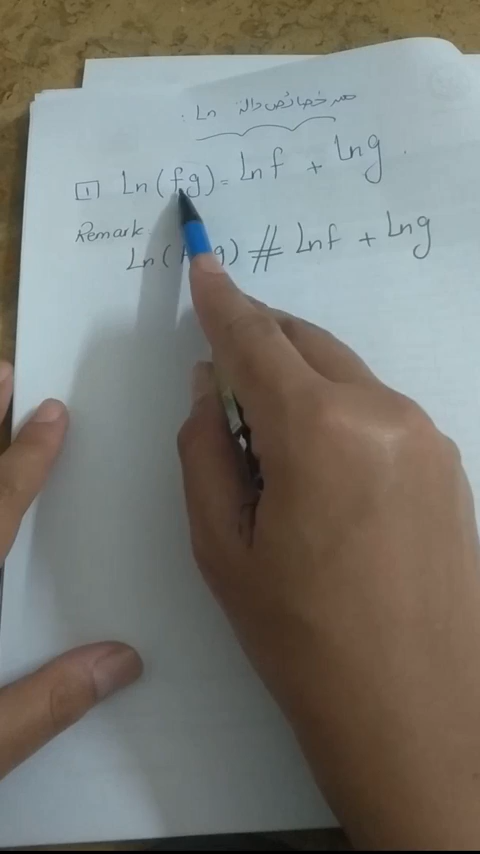 من خصائص دالة Ln :
1 Ln(fg) = Lnf + Lng .
Remark
Ln( g) # Lnf + Lng